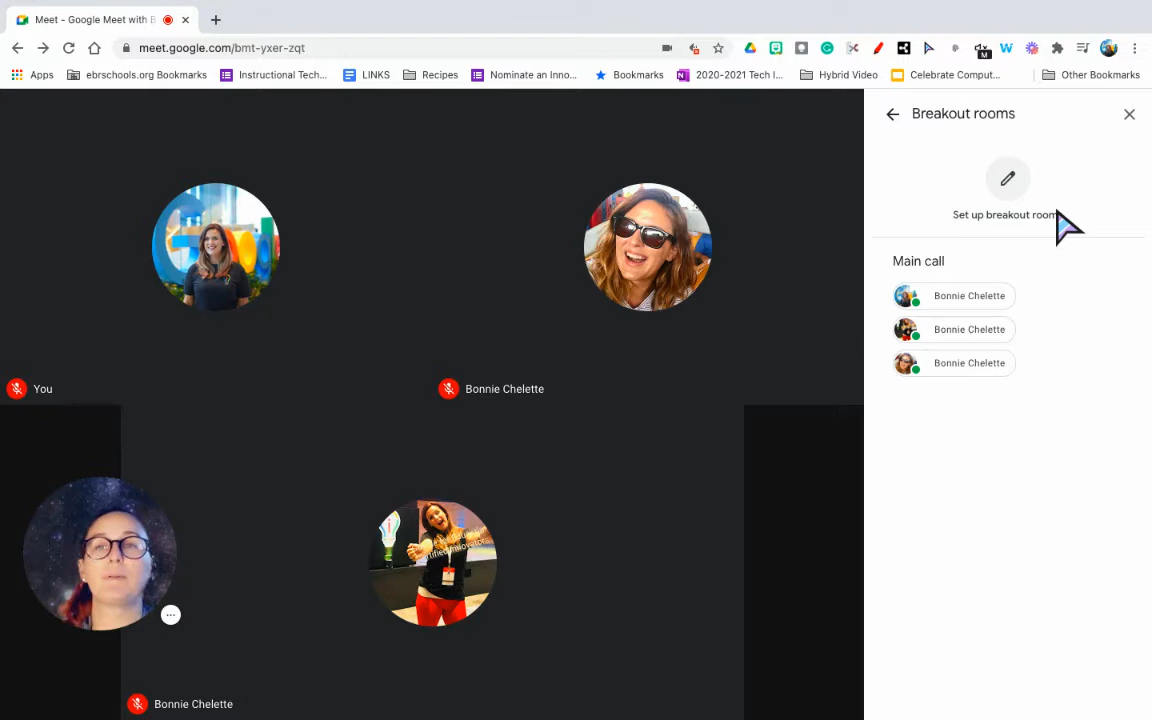 Meet - Google Meet with B
meet.google.com/bmt-yxer-zqt
Apps
ebrschools.org Bookmarks
Instructional Tech...
LINKS
Recipes
Nominate an Inno...
Bookmarks
2020-2021 Tech I...
Hybrid Video
Celebrate Comput...
Other Bookmarks
Breakout rooms
Set up breakout room
Main call
Bonnie Chelette
Bonnie Chelette
Bonnie Chelette
You
Bonnie Chelette
Bonnie Chelette